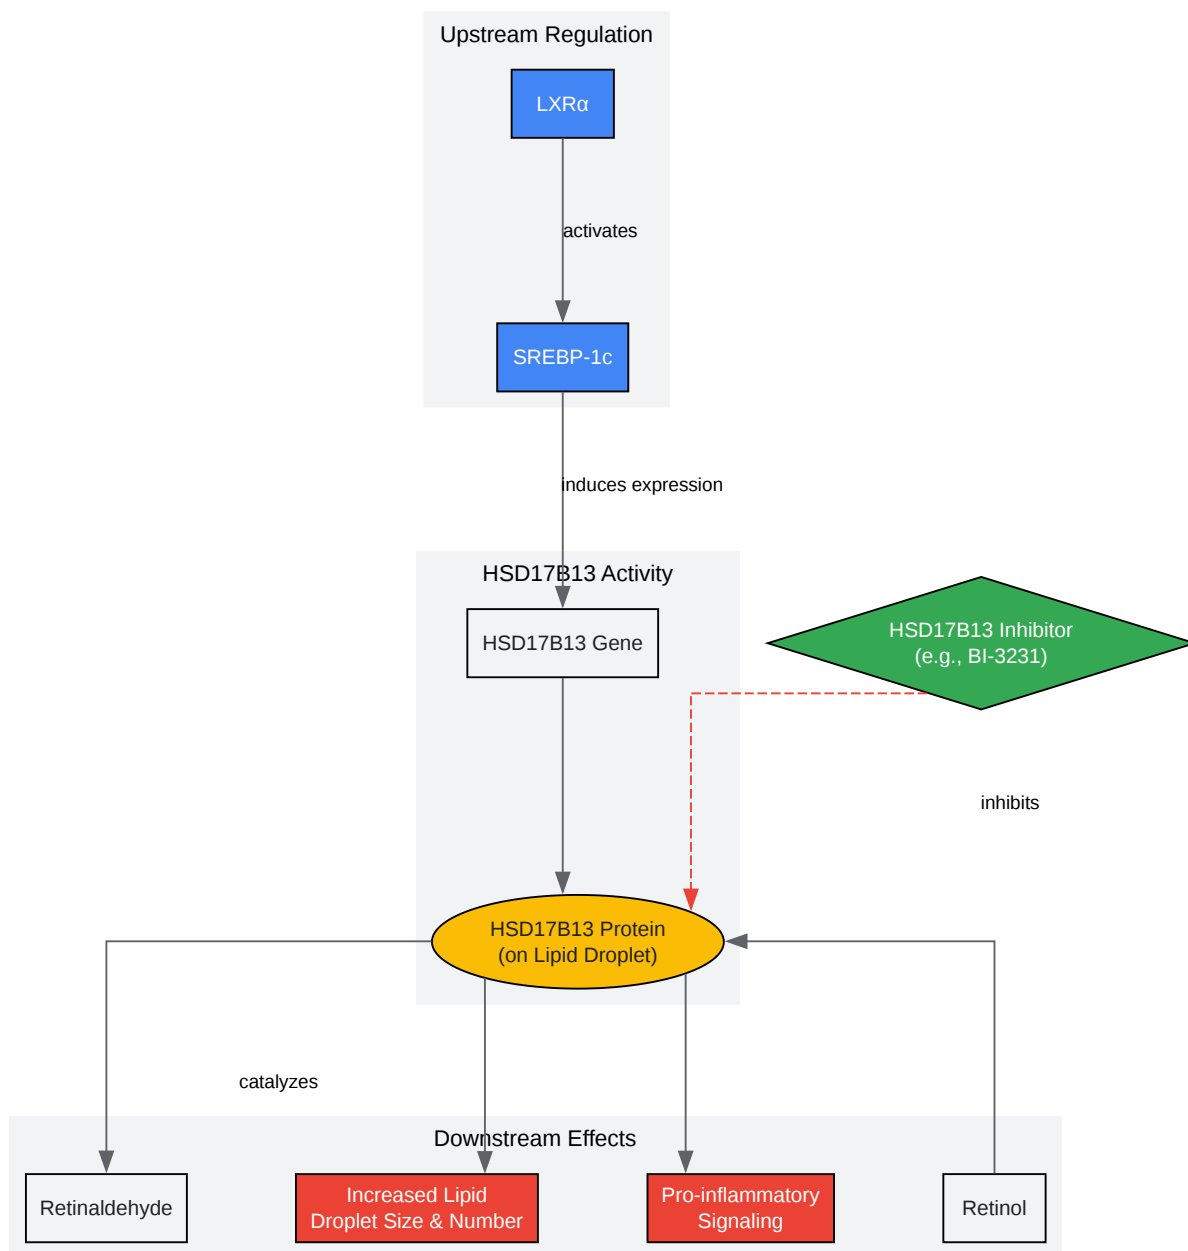 Upstream Regulation
LXRα
activates
SREBP-1c
induces expression
HSD17B13 Activity
HSD17B13 Gene
HSD17B13 Inhibitor
(e.g., BI-3231)
inhibits
HSD17B13 Protein
(on Lipid Droplet)
catalyzes
Downstream Effects
Retinaldehyde
Increased Lipid
Droplet Size & Number
Pro-inflammatory
Signaling
Retinol